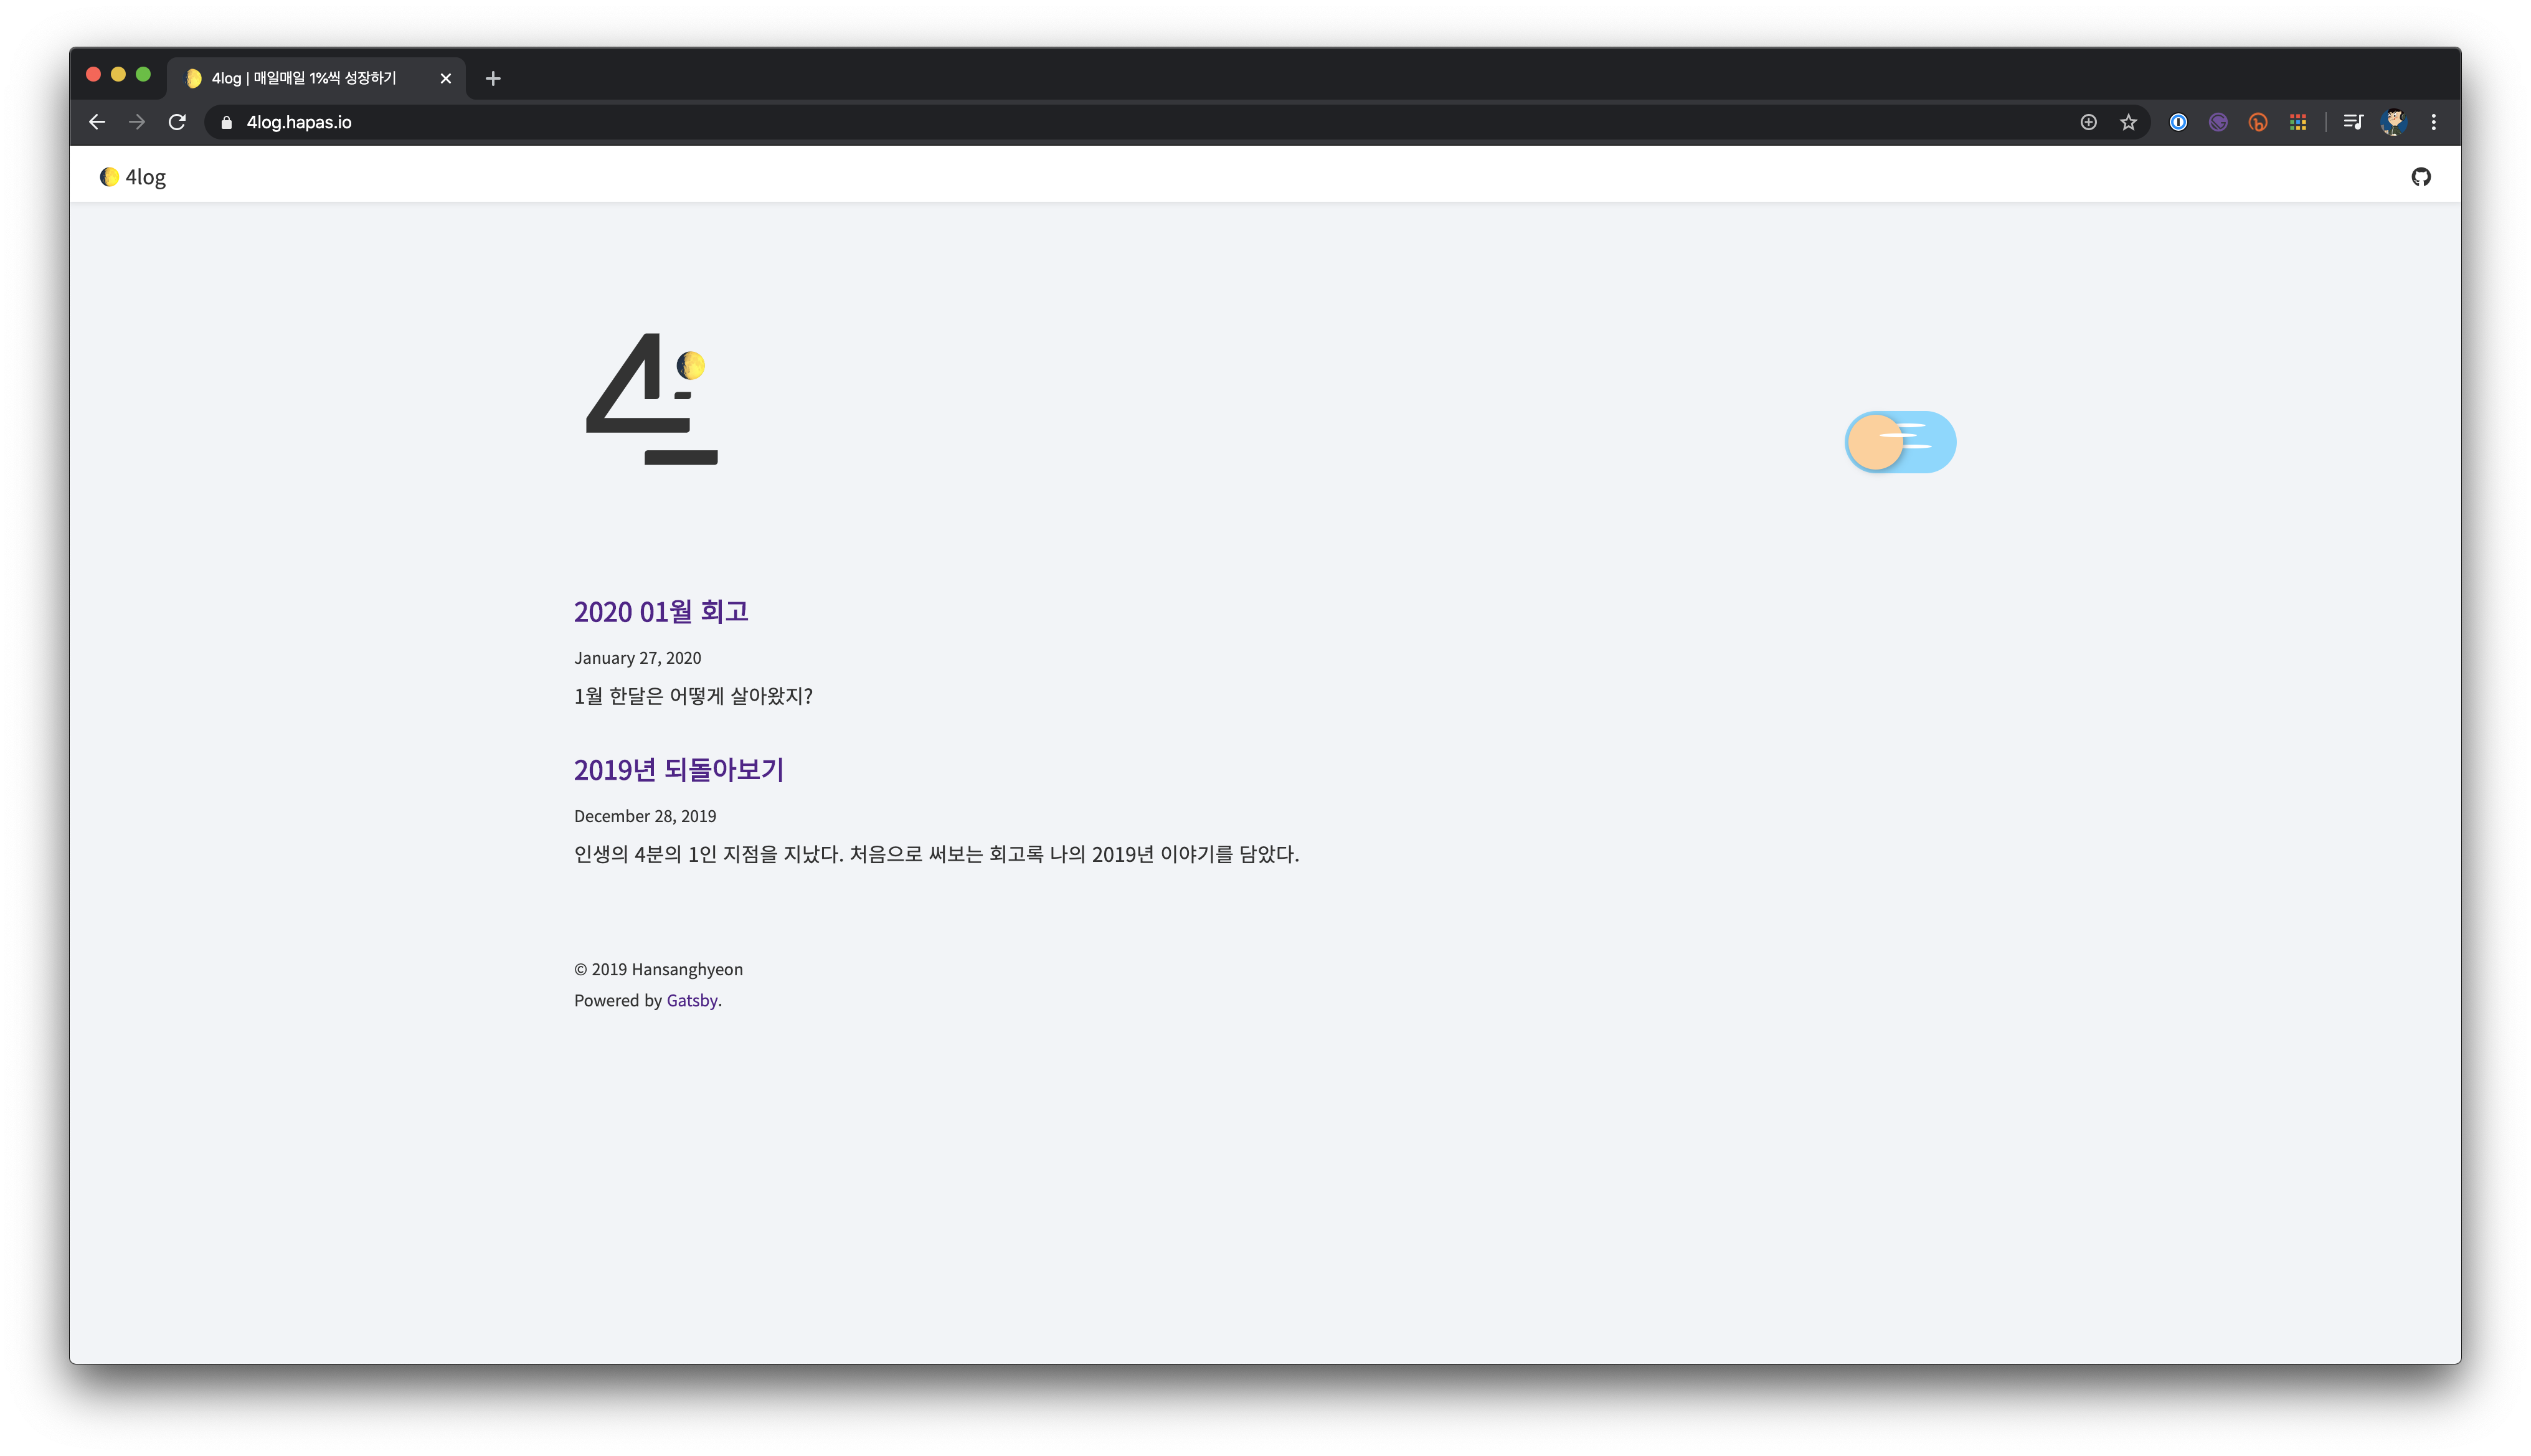 4log | 매일매일 1%씩 성장하기
4log.hapas.io
4log
4
2020 01월 회고
January 27, 2020
1월 한달은 어떻게 살아왔지?
2019년 되돌아보기
December 28, 2019
인생의 4분의 1인 지점을 지났다. 처음으로 써보는 회고록 나의 2019년 이야기를 담았다.
© 2019 Hansanghyeon
Powered by Gatsby.